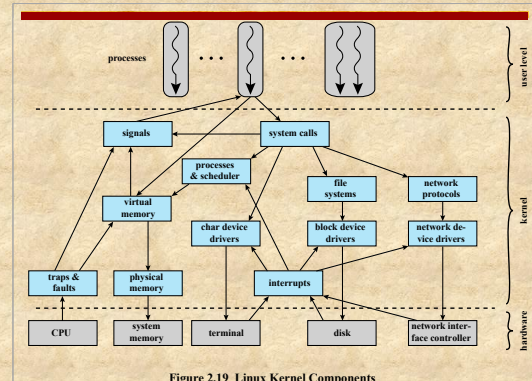 processes
user level
signals
system calls
processes
& scheduler
file
systems
network
protocols
virtual
memory
char device
drivers
block device
drivers
network de-
vice drivers
kernel
traps &
faults
physical
memory
interrupts
CPU
system
memory
terminal
disk
network inter-
face controller
hardware
Figure 2.19 Linux Kernel Components